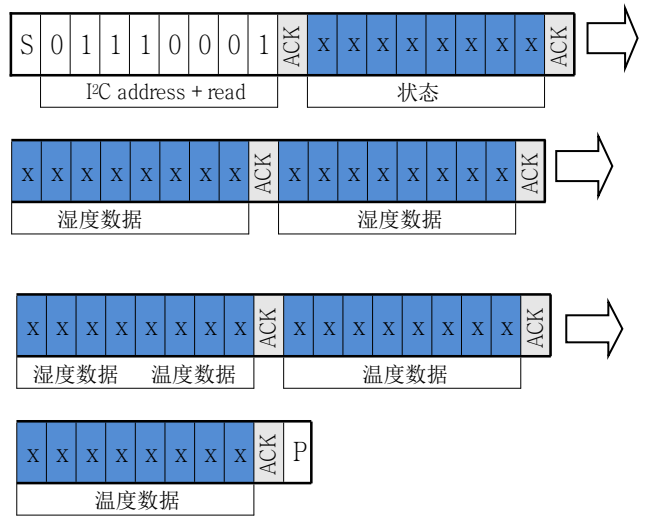 S 0 1 1 1 0 0 0 1 ACK x x x x x x x x ACK
I²C address + read 状态
x x x x x x x x ACK x x x x x x x x ACK
湿度数据 湿度数据
x x x x x x x x ACK x x x x x x x x ACK
湿度数据 温度数据 温度数据
x x x x x x x x ACK P
温度数据